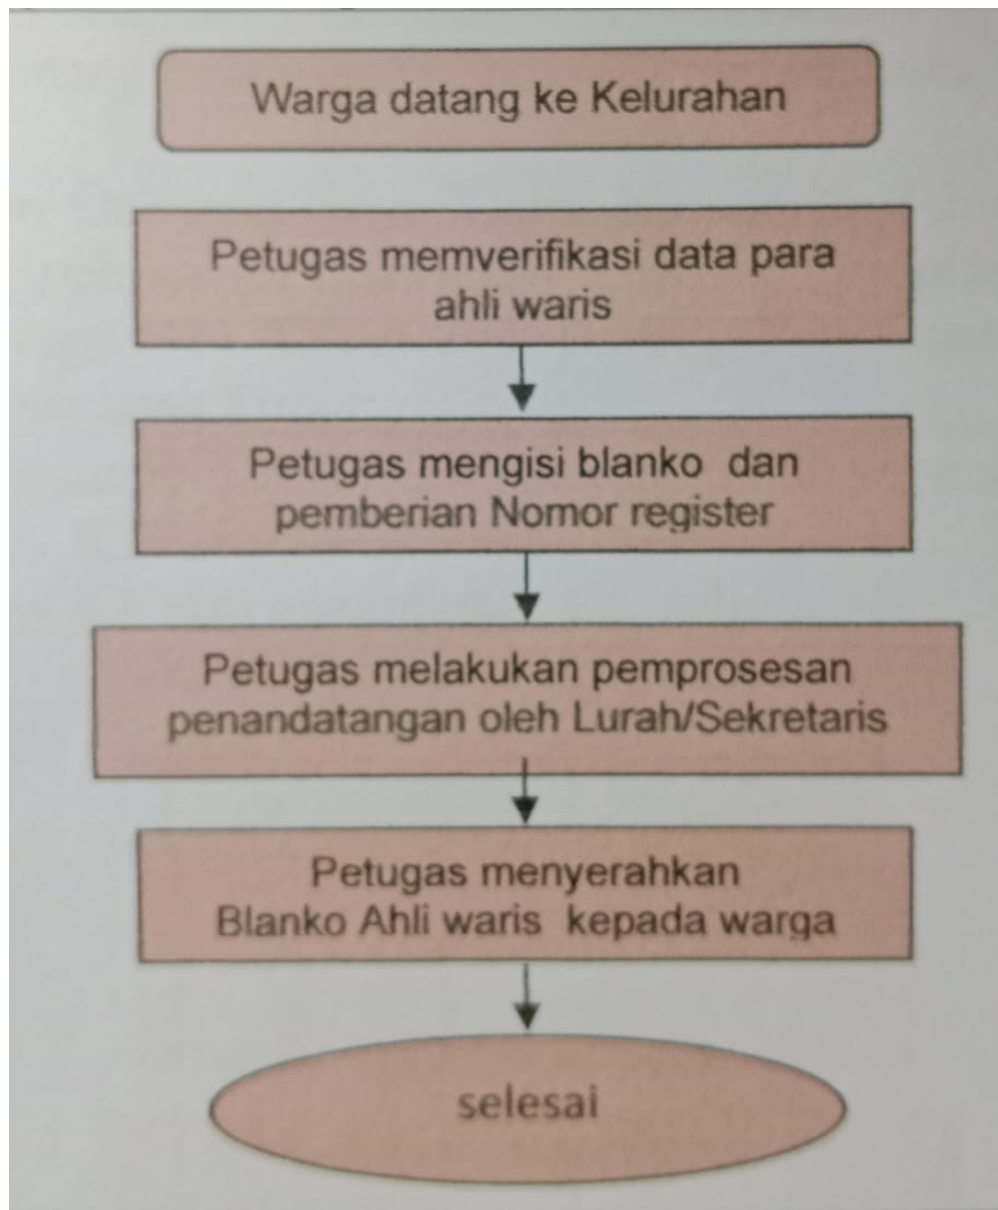 Warga datang ke Kelurahan
Petugas memverifikasi data para
ahli waris
Petugas mengisi blanko dan
pemberian Nomor register
Petugas melakukan pemprosesan
penandatangan oleh Lurah/Sekretaris
Petugas menyerahkan
Blanko Ahli waris kepada warga
selesai